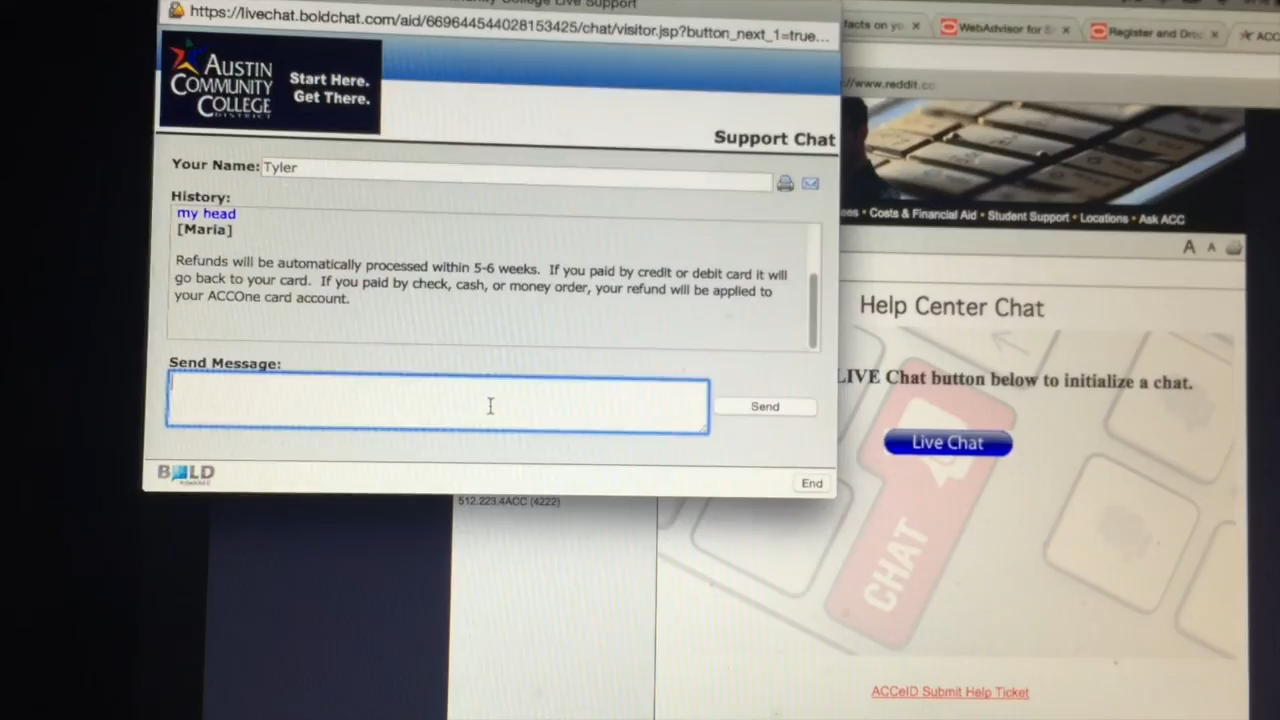 https://livechat.boldchat.com/aid/669644544028153425/chat/visitor.jsp?button_next_1=true...
facts on yo
WebAdvisor for S
Register and Dro
ACC
//www.reddit.co
AUSTIN
COMMUNITY
COLLEGE
DISTRICT
Start Here.
Get There.
Support Chat
Your Name: Tyler
History:
my head
[Maria]
Refunds will be automatically processed within 5-6 weeks. If you paid by credit or debit card it will
go back to your card. If you paid by check, cash, or money order, your refund will be applied to
your ACCOne card account.
Send Message:
Send
BOLD
End
Costs & Financial Aid • Student Support • Locations • Ask ACC
A A
Help Center Chat
LIVE Chat button below to initialize a chat.
Live Chat
CHAT
512.223.4ACC (4222)
ACCeID Submit Help Ticket